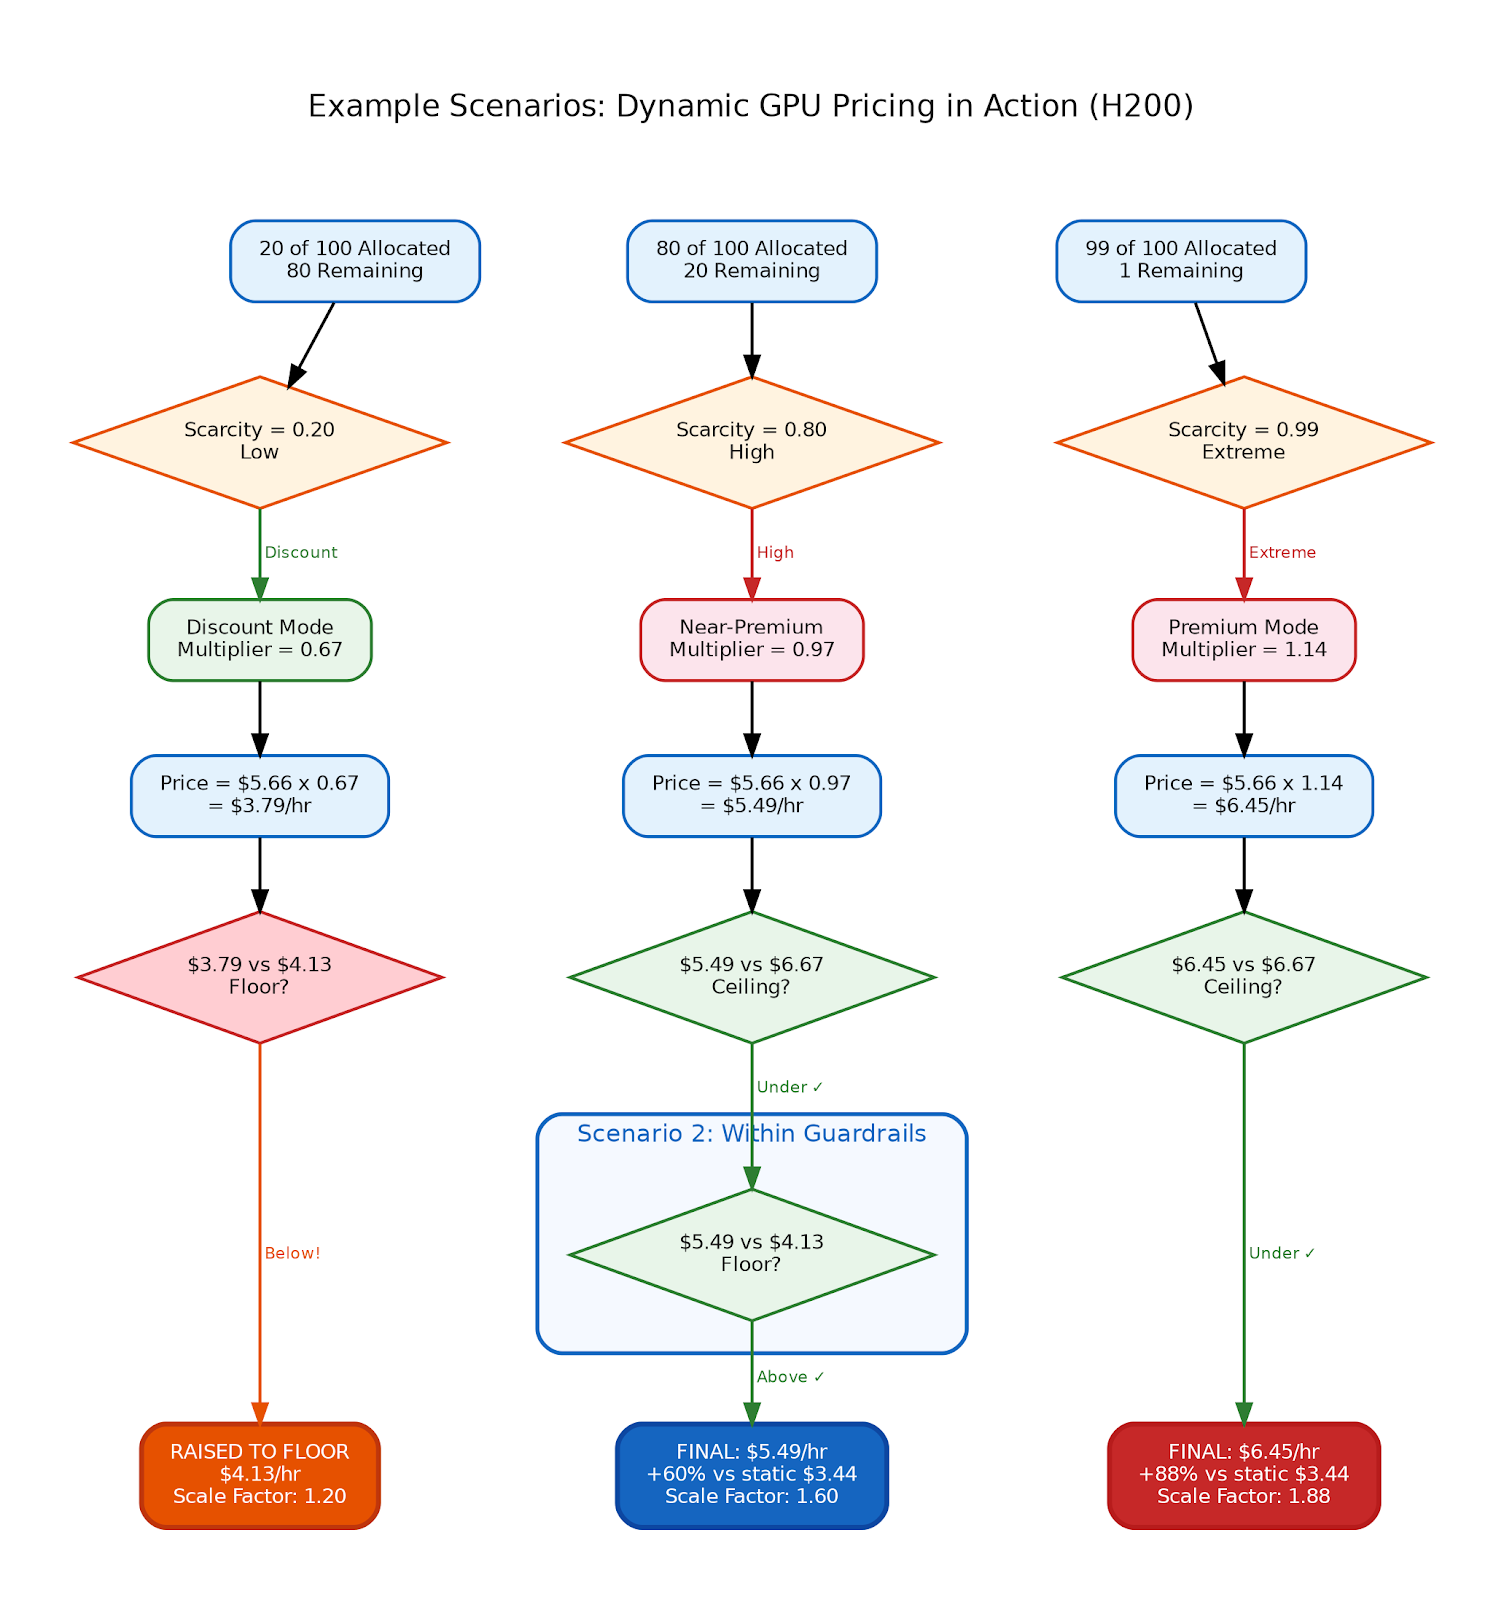 Example Scenarios: Dynamic GPU Pricing in Action (H200)
20 of 100 Allocated
80 Remaining
Scarcity = 0.20
Low
Discount
Discount Mode
Multiplier = 0.67
Price = $5.66 x 0.67
= $3.79/hr
$3.79 vs $4.13
Floor?
Below!
RAISED TO FLOOR
$4.13/hr
Scale Factor: 1.20
80 of 100 Allocated
20 Remaining
Scarcity = 0.80
High
High
Near-Premium
Multiplier = 0.97
Price = $5.66 x 0.97
= $5.49/hr
$5.49 vs $6.67
Ceiling?
Under ✓
Scenario 2: Within Guardrails
$5.49 vs $4.13
Floor?
Above ✓
FINAL: $5.49/hr
+60% vs static $3.44
Scale Factor: 1.60
99 of 100 Allocated
1 Remaining
Scarcity = 0.99
Extreme
Extreme
Premium Mode
Multiplier = 1.14
Price = $5.66 x 1.14
= $6.45/hr
$6.45 vs $6.67
Ceiling?
Under ✓
FINAL: $6.45/hr
+88% vs static $3.44
Scale Factor: 1.88